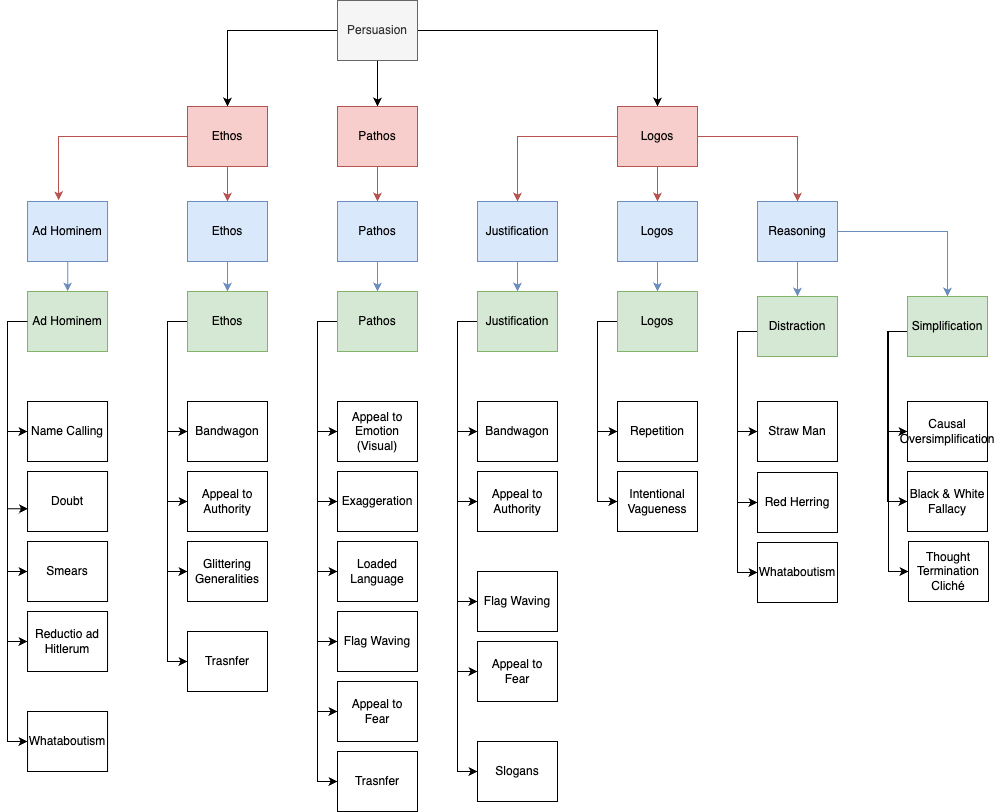 Persuasion
Ethos
Pathos
Logos
Ad Hominem
Ethos
Pathos
Justification
Logos
Reasoning
Ad Hominem
Ethos
Pathos
Justification
Logos
Distraction
Simplification
Name Calling
Bandwagon
Appeal to
Emotion
(Visual)
Bandwagon
Repetition
Straw Man
Causal
Oversimplification
Doubt
Appeal to
Authority
Exaggeration
Appeal to
Authority
Intentional
Vagueness
Red Herring
Black & White
Fallacy
Smears
Glittering
Generalities
Loaded
Language
Flag Waving
Whataboutism
Thought
Termination
Cliché
Reductio ad
Hitlerum
Trasnfer
Flag Waving
Appeal to
Fear
Whataboutism
Appeal to
Fear
Slogans
Trasnfer